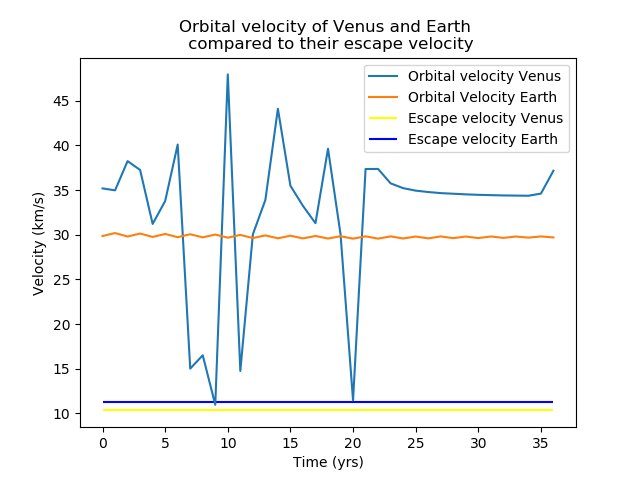 Orbital velocity of Venus and Earth
compared to their escape velocity
Orbital velocity Venus
Orbital Velocity Earth
Escape velocity Venus
Escape velocity Earth
Velocity (km/s)
45
40
35
30
25
20
15
10
0 5 10 15 20 25 30 35
Time (yrs)